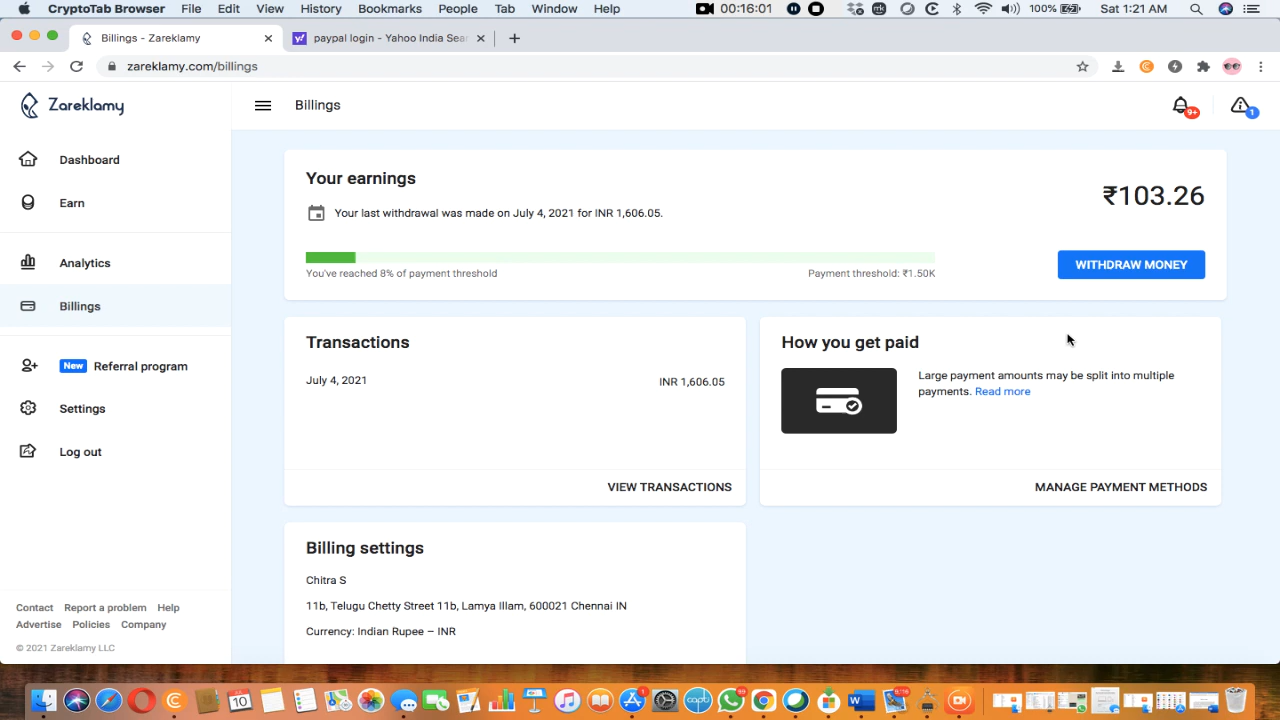 CryptoTab Browser File Edit View History Bookmarks People Tab Window Help 00:16:01 100% Sat 1:21 AM
Billings - Zareklamy
paypal login - Yahoo India Sear
zareklamy.com/billings
Zareklamy
Billings
9+
1
Dashboard
Earn
Analytics
Billings
New Referral program
Settings
Log out
Your earnings
₹103.26
Your last withdrawal was made on July 4, 2021 for INR 1,606.05.
WITHDRAW MONEY
You've reached 8% of payment threshold
Payment threshold: ₹1.50K
Transactions
July 4, 2021 INR 1,606.05
VIEW TRANSACTIONS
How you get paid
Large payment amounts may be split into multiple
payments. Read more
MANAGE PAYMENT METHODS
Billing settings
Chitra S
11b, Telugu Chetty Street 11b, Lamya Illam, 600021 Chennai IN
Currency: Indian Rupee – INR
Contact Report a problem Help
Advertise Policies Company
© 2021 Zareklamy LLC